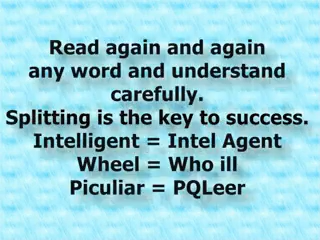 Read again and again
any word and understand
carefully.
Splitting is the key to success.
Intelligent = Intel Agent
Wheel = Who ill
Piculiar = PQLeer